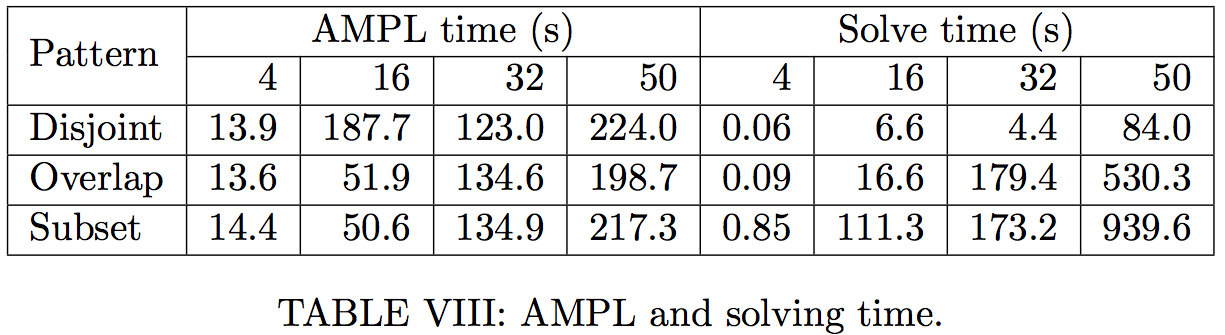 Pattern AMPL time (s) Solve time (s)
4 16 32 50 4 16 32 50
Disjoint 13.9 187.7 123.0 224.0 0.06 6.6 4.4 84.0
Overlap 13.6 51.9 134.6 198.7 0.09 16.6 179.4 530.3
Subset 14.4 50.6 134.9 217.3 0.85 111.3 173.2 939.6
TABLE VIII: AMPL and solving time.